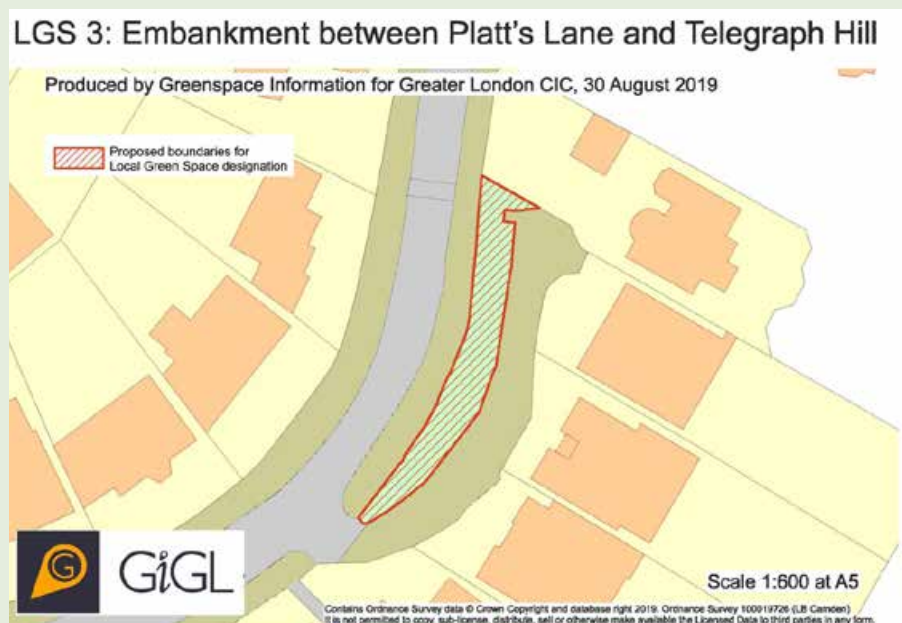 LGS 3: Embankment between Platt's Lane and Telegraph Hill
Produced by Greenspace Information for Greater London CIC, 30 August 2019
Proposed boundaries for
Local Green Space designation
G
GiGL
Scale 1:600 at A5
Contains Ordnance Survey data © Crown Copyright and database right 2019. Ordnance Survey 100019726 (LB Camden)
It is not permitted to copy, sub-license, distribute, sell or otherwise make available the Licensed Data to third parties in any form.